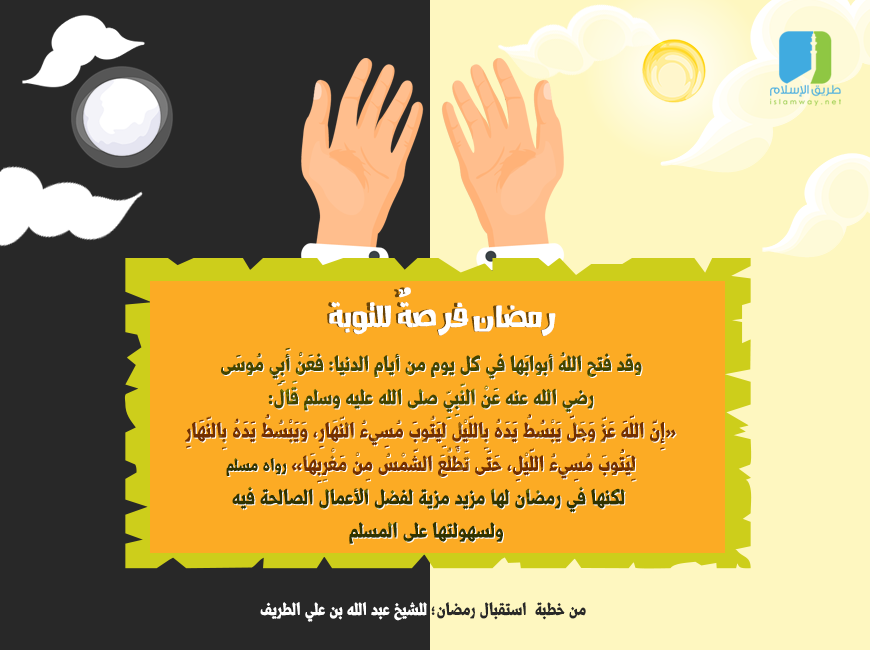 طريق الإسلام
islamway.net
رمضان فرصةٌ للتوبة
وقد فتح اللهُ أبوابَها في كل يوم من أيام الدنيا: فعَنْ أَبِي مُوسَى
رضي الله عنه عَنْ النَّبِيِّ صلى الله عليه وسلم قَالَ:
«إِنّ اللَّهَ عَزَّ وَجَلَّ يَبْسُطُ يَدَهُ بِاللَّيْلِ لِيَتُوبَ مُسِيءُ النَّهَارِ، وَيَبْسُطُ يَدَهُ بِالنَّهَارِ
لِيَتُوبَ مُسِيءُ اللَّيْلِ، حَتَّى تَطْلُعَ الشَّمْسُ مِنْ مَغْرِبِهَا» رواه مسلم
لكنها في رمضان لها مزيد مزية لفضل الأعمال الصالحة فيه
ولسهولتها على المسلم
من خطبة استقبال رمضان؛ للشيخ عبد الله بن علي الطريف